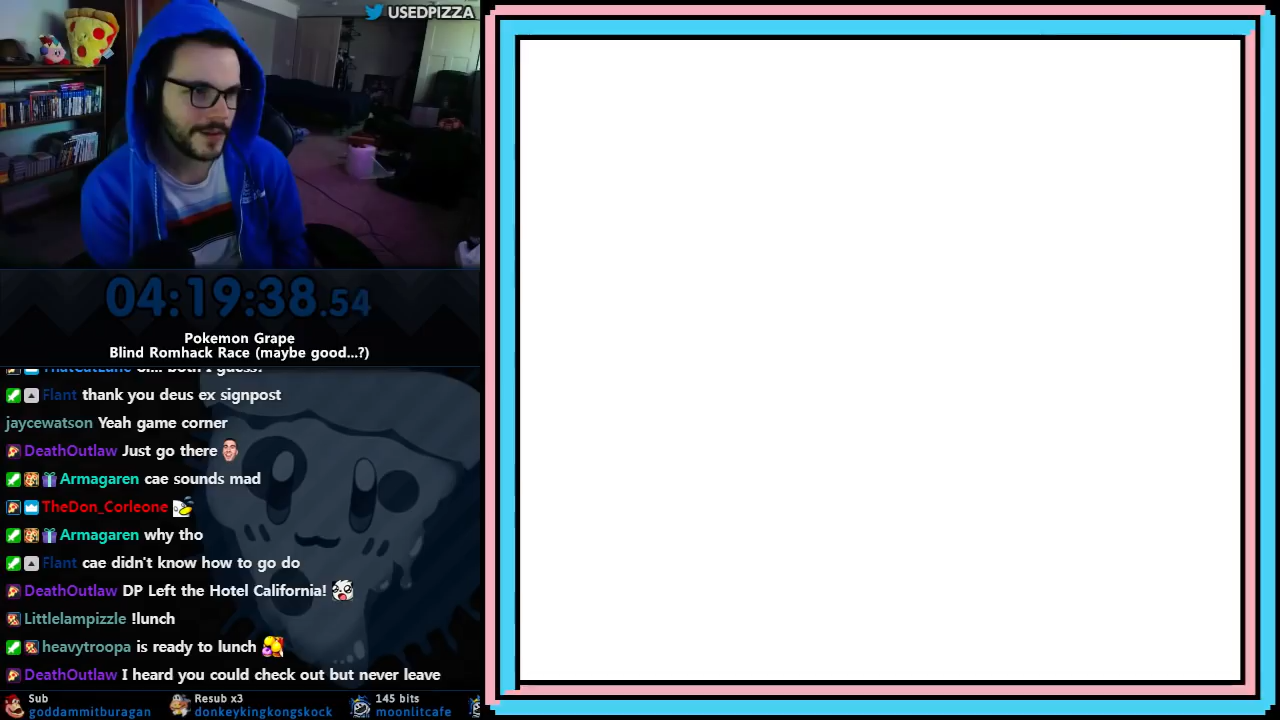 USEDPIZZA
04:19:38.54
Pokemon Grape
Blind Romhack Race (maybe good...?)
Flant thank you deus ex signpost
jaycewatson Yeah game corner
DeathOutlaw Just go there
Armagaren cae sounds mad
TheDon_Corleone
Armagaren why tho
Flant cae didn't know how to go do
DeathOutlaw DP Left the Hotel California!
Littlelampizzle !lunch
heavytroopa is ready to lunch
DeathOutlaw I heard you could check out but never leave
Sub
goddammitburagan
Resub x3
donkeykingkongskock
145 bits
moonlitcafe